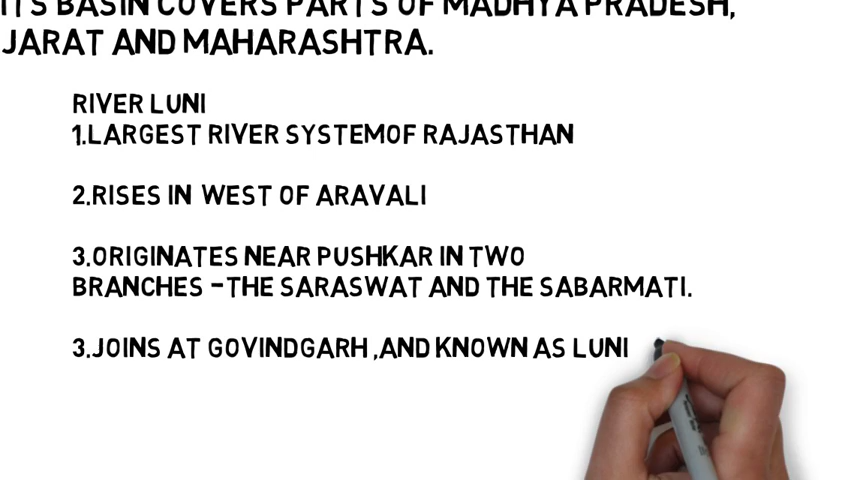 ITS BASIN COVERS PARTS OF MADHYA PRADESH,
JARAT AND MAHARASHTRA.
RIVER LUNI
1.LARGEST RIVER SYSTEMOF RAJASTHAN
2.RISES IN WEST OF ARAVALI
3.ORIGINATES NEAR PUSHKAR IN TWO
BRANCHES -THE SARASWAT AND THE SABARMATI.
3.JOINS AT GOVINDGARH ,AND KNOWN AS LUNI